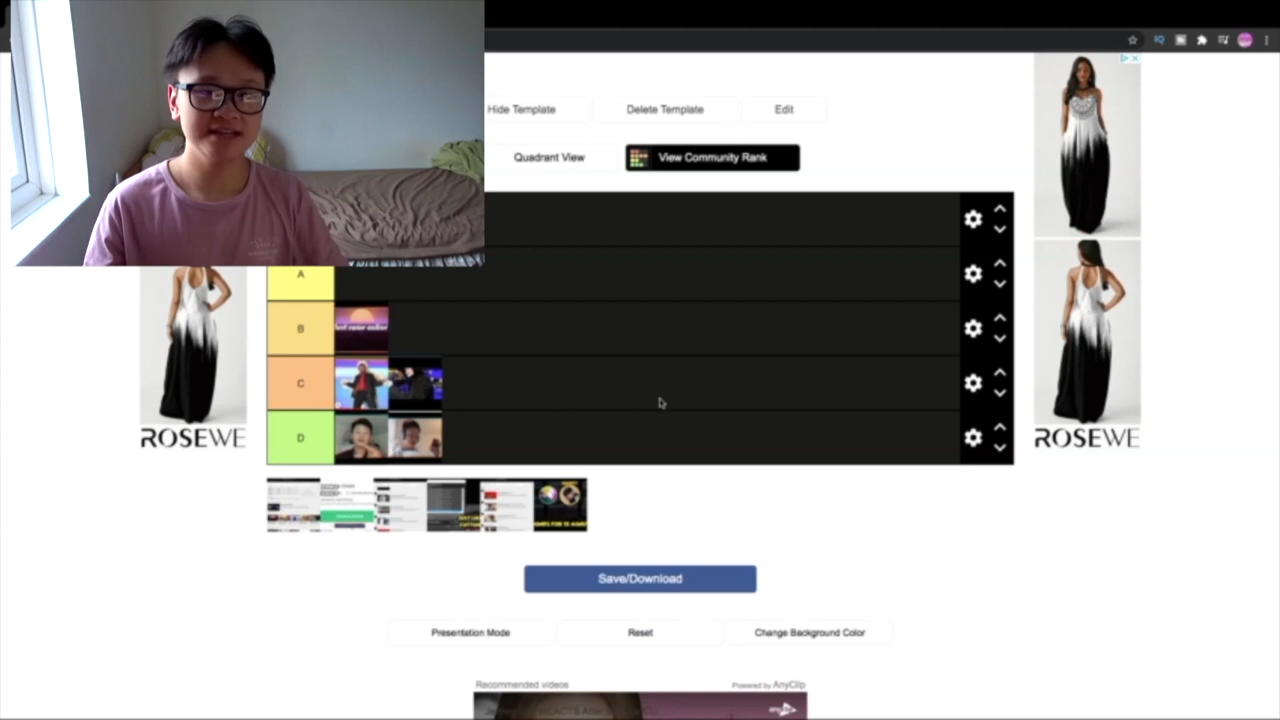 Hide Template
Delete Template
Edit
Quadrant View
View Community Rank
A
B
C
D
ROSEWE
ROSEWE
Save/Download
Presentation Mode
Reset
Change Background Color
Recommended videos
Powered by AnyClip